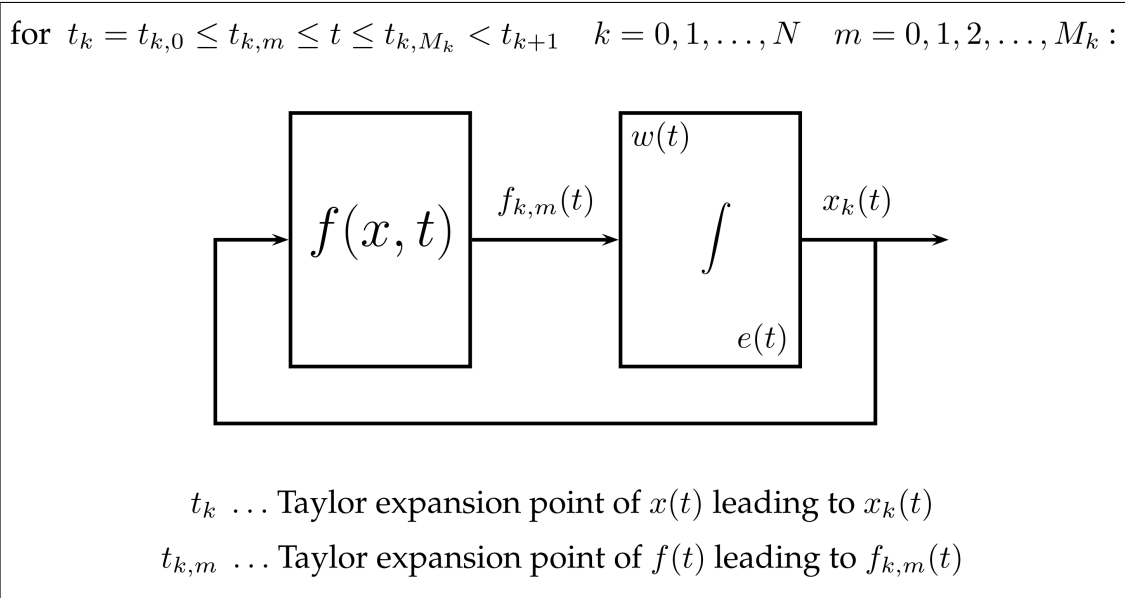 for $t_k = t_{k,0} \leq t_{k,m} \leq t \leq t_{k,M_k} < t_{k+1}$ $k = 0, 1, \ldots, N$ $m = 0, 1, 2, \ldots, M_k:$
$w(t)$
$f(x, t)$
$f_{k,m}(t)$
$\int$
$x_k(t)$
$e(t)$
$t_k$ … Taylor expansion point of $x(t)$ leading to $x_k(t)$
$t_{k,m}$ … Taylor expansion point of $f(t)$ leading to $f_{k,m}(t)$